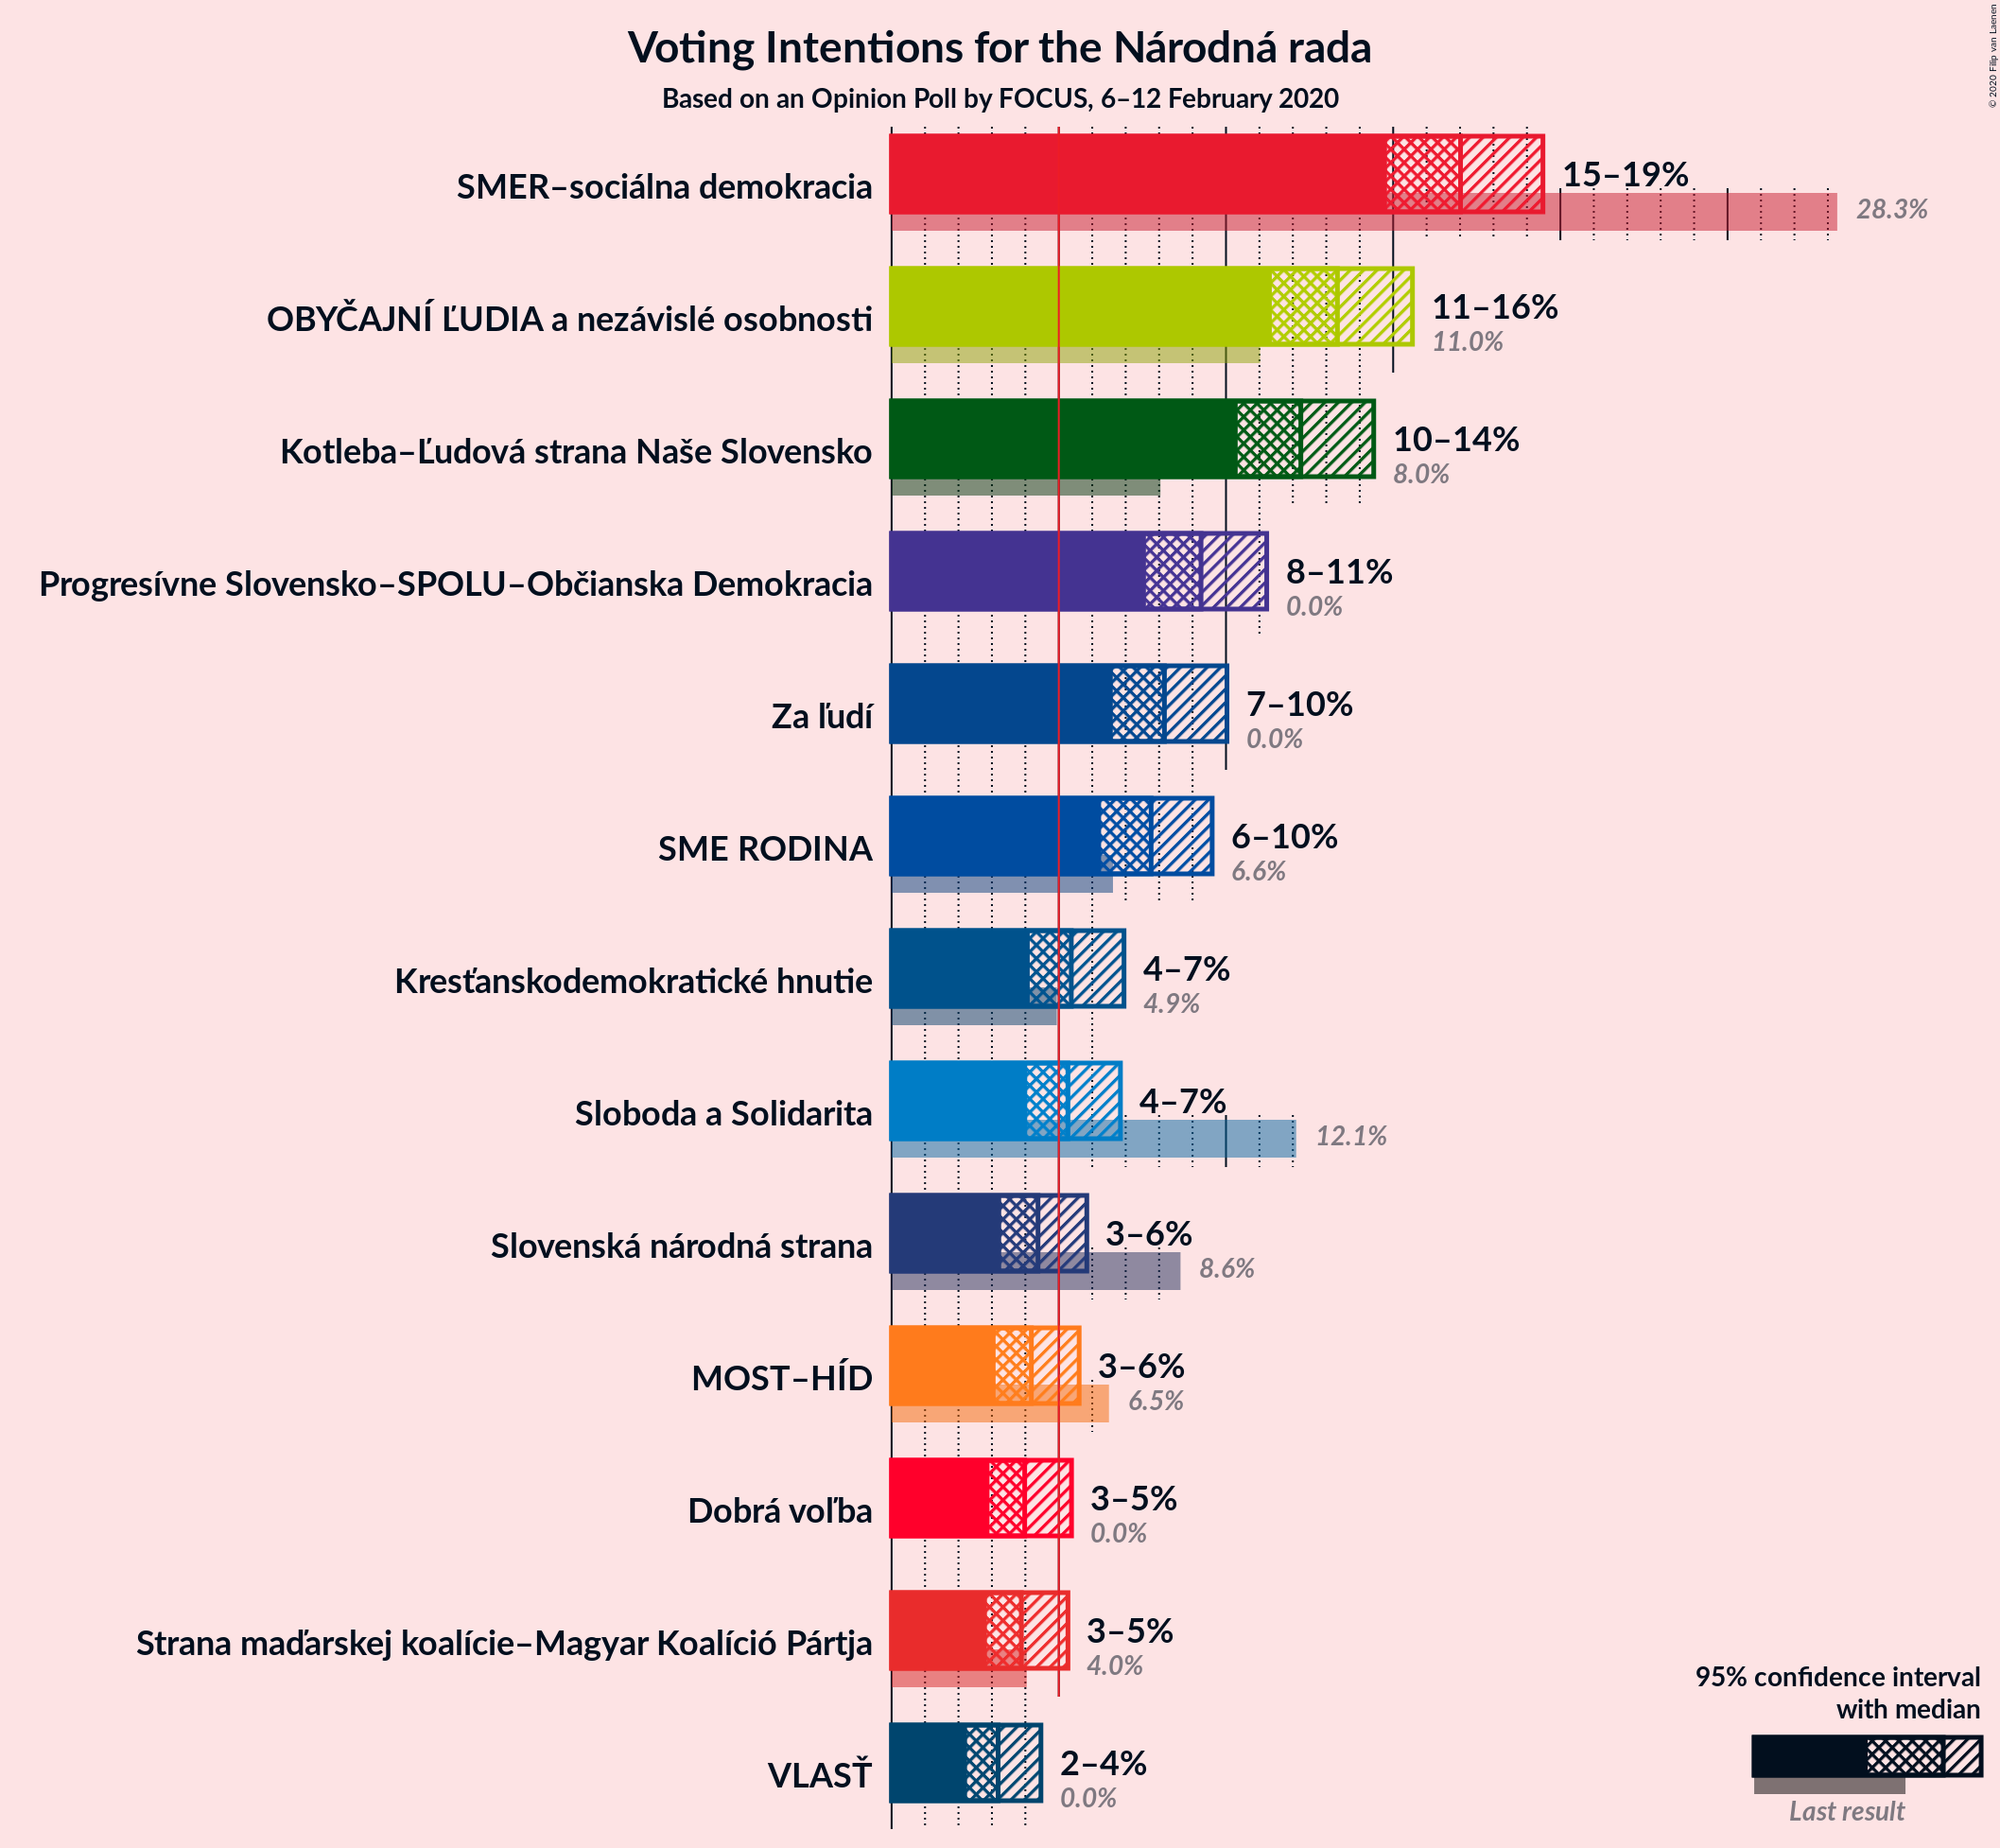 Voting Intentions for the Národná rada
Based on an Opinion Poll by FOCUS, 6–12 February 2020
© 2020 Filip van Laenen
SMER–sociálna demokracia
15–19%
28.3%
OBYČAJNÍ ĽUDIA a nezávislé osobnosti
11–16%
11.0%
Kotleba–Ľudová strana Naše Slovensko
10–14%
8.0%
Progresívne Slovensko–SPOLU–Občianska Demokracia
8–11%
0.0%
Za ľudí
7–10%
0.0%
SME RODINA
6–10%
6.6%
Kresťanskodemokratické hnutie
4–7%
4.9%
Sloboda a Solidarita
4–7%
12.1%
Slovenská národná strana
3–6%
8.6%
MOST–HÍD
3–6%
6.5%
Dobrá voľba
3–5%
0.0%
Strana maďarskej koalície–Magyar Koalíció Pártja
3–5%
4.0%
VLASŤ
2–4%
0.0%
95% confidence interval
with median
Last result